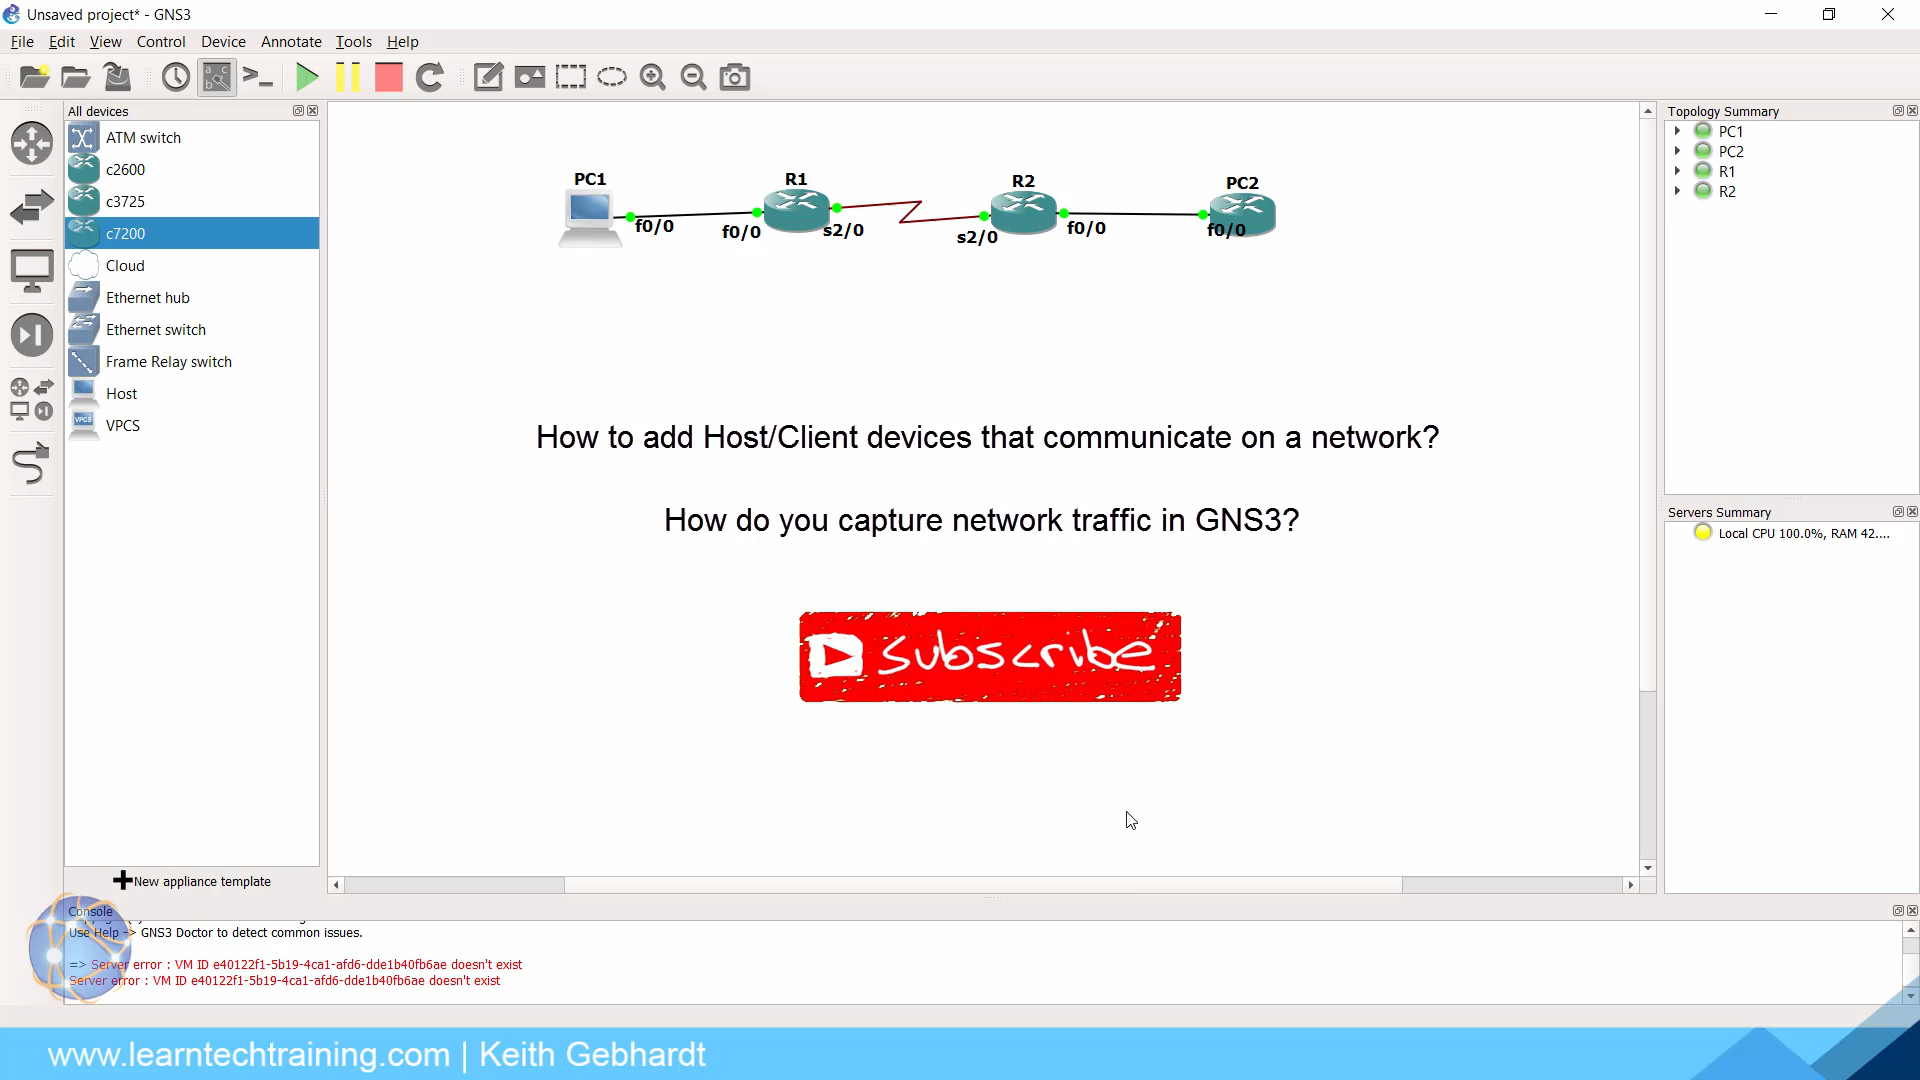 Unsaved project* - GNS3
File Edit View Control Device Annotate Tools Help
All devices
ATM switch
c2600
c3725
c7200
Cloud
Ethernet hub
Ethernet switch
Frame Relay switch
Host
VPCS
VPCS
New appliance template
PC1
R1
R2
PC2
f0/0
f0/0
s2/0
s2/0
f0/0
f0/0
How to add Host/Client devices that communicate on a network?
How do you capture network traffic in GNS3?
subscribe
Topology Summary
PC1
PC2
R1
R2
Servers Summary
Local CPU 100.0%, RAM 42....
Console
Use Help -> GNS3 Doctor to detect common issues.
=> Server error : VM ID e40122f1-5b19-4ca1-afd6-dde1b40fb6ae doesn't exist
Server error : VM ID e40122f1-5b19-4ca1-afd6-dde1b40fb6ae doesn't exist
www.learntechtraining.com | Keith Gebhardt